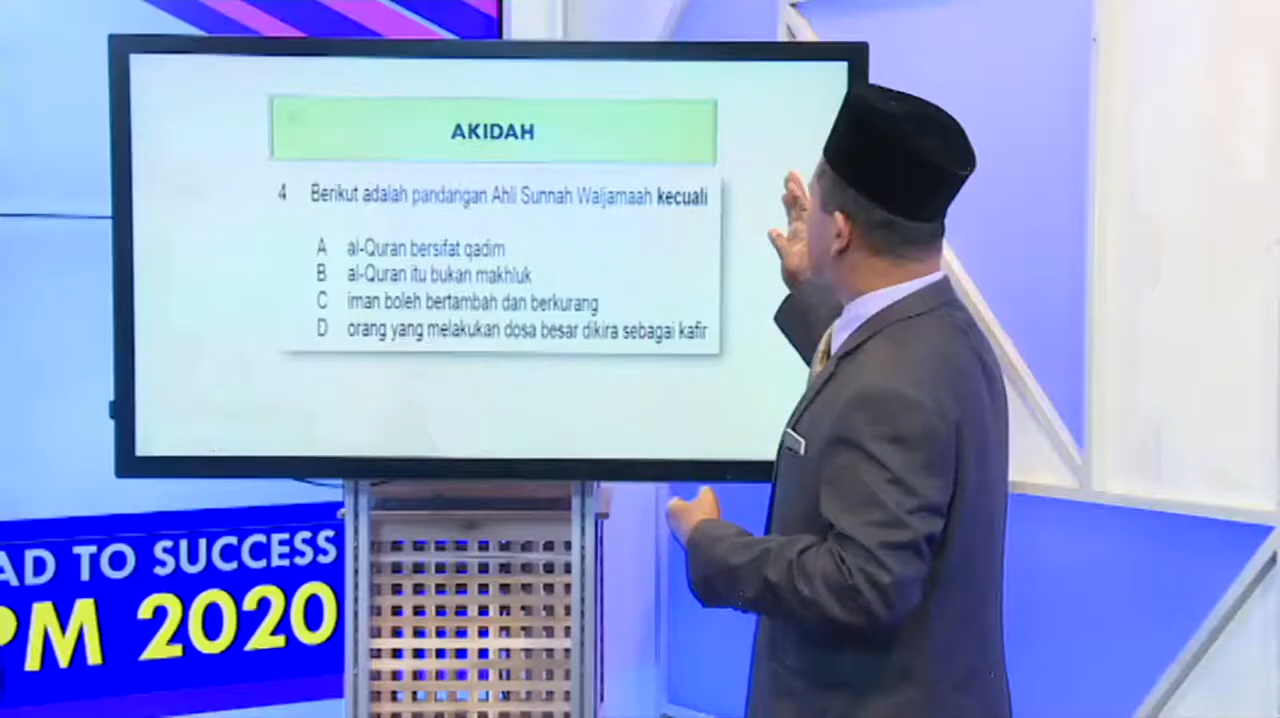 AKIDAH
4 Berikut adalah pandangan Ahli Sunnah Waljamaah kecuali
A al-Quran bersifat qadim
B al-Quran itu bukan makhluk
C iman boleh bertambah dan berkurang
D orang yang melakukan dosa besar dikira sebagai kafir
AD TO SUCCESS
PM 2020